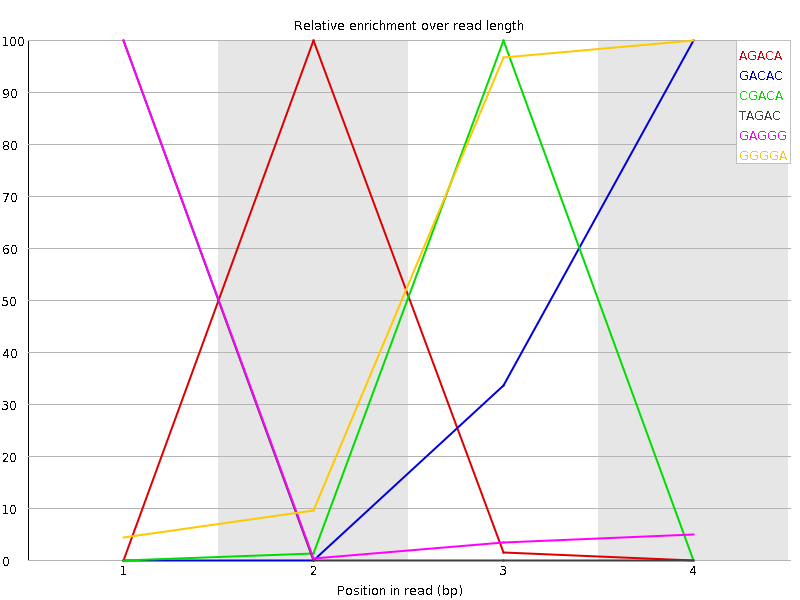 Relative enrichment over read length
100
90
80
70
60
50
40
30
20
10
0
AGACA
GACAC
CGACA
TAGAC
GAGGG
GGGGA
1 2 3 4
Position in read (bp)